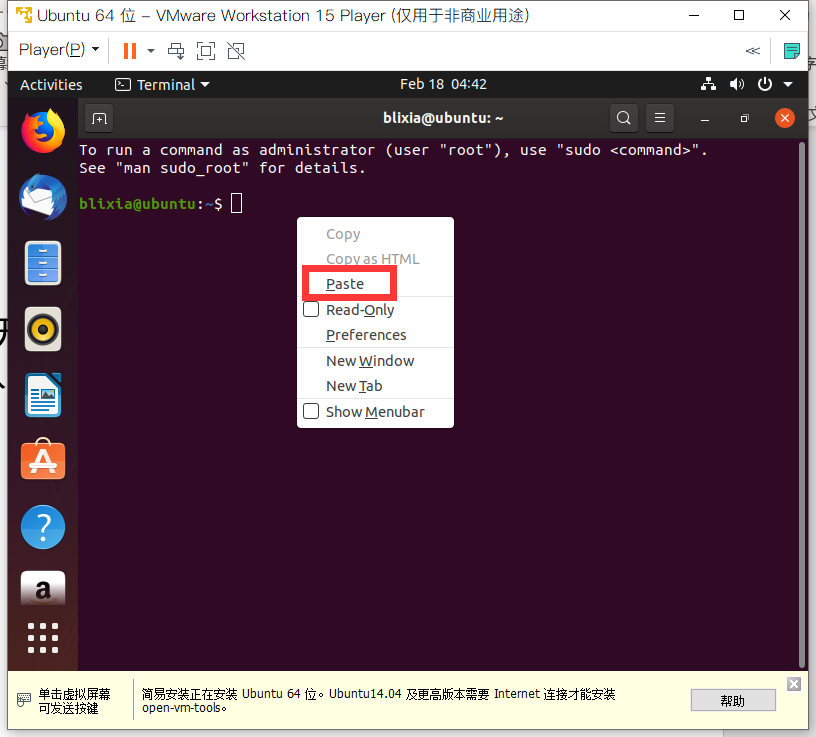 Ubuntu 64 位 – VMware Workstation 15 Player (仅用于非商业用途)
Player(P)
Activities Terminal Feb 18 04:42
blixia@ubuntu: ~
To run a command as administrator (user "root"), use "sudo <command>".
See "man sudo_root" for details.
blixia@ubuntu:~$
Copy
Copy as HTML
Paste
Read-Only
Preferences
New Window
New Tab
Show Menubar
单击虚拟屏幕
可发送按键
简易安装正在安装 Ubuntu 64 位。Ubuntu14.04 及更高版本需要 Internet 连接才能安装
open-vm-tools。
帮助